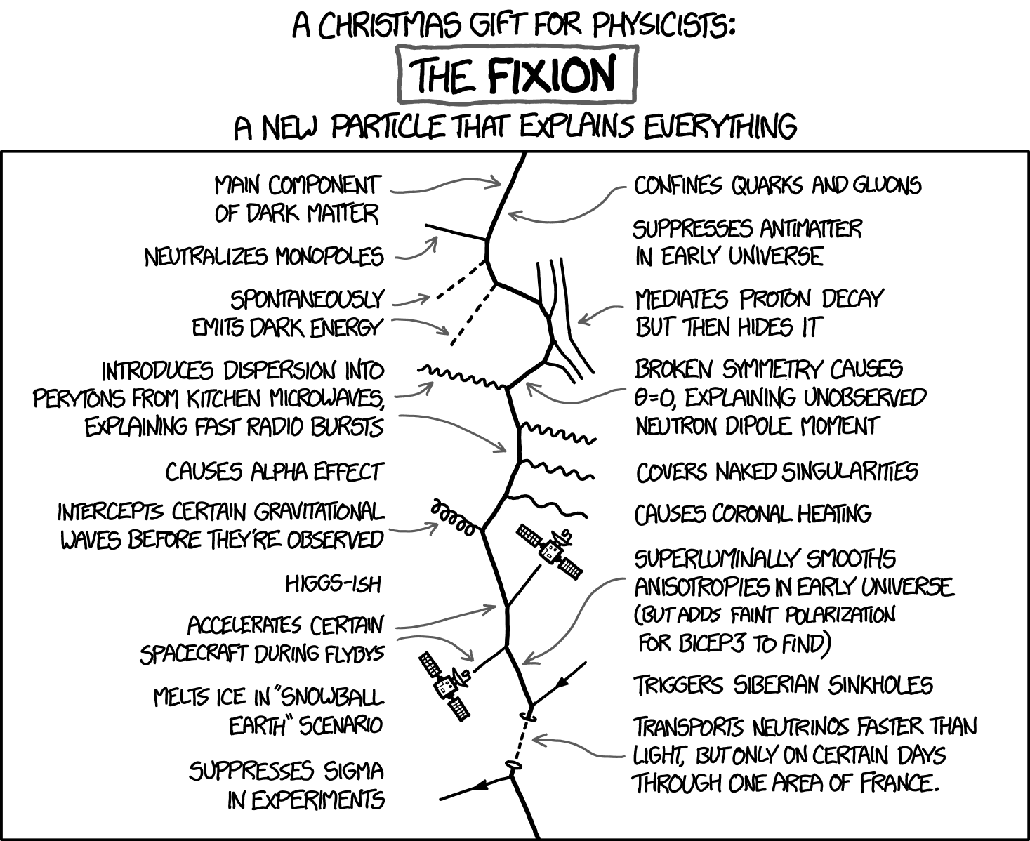 A CHRISTMAS GIFT FOR PHYSICISTS:
THE FIXION
A NEW PARTICLE THAT EXPLAINS EVERYTHING
MAIN COMPONENT
OF DARK MATTER
NEUTRALIZES MONOPOLES
SPONTANEOUSLY
EMITS DARK ENERGY
INTRODUCES DISPERSION INTO
PERYTONS FROM KITCHEN MICROWAVES,
EXPLAINING FAST RADIO BURSTS
CAUSES ALPHA EFFECT
INTERCEPTS CERTAIN GRAVITATIONAL
WAVES BEFORE THEY'RE OBSERVED
HIGGS-ISH
ACCELERATES CERTAIN
SPACECRAFT DURING FLYBYS
MELTS ICE IN "SNOWBALL
EARTH" SCENARIO
SUPPRESSES SIGMA
IN EXPERIMENTS
CONFINES QUARKS AND GLUONS
SUPPRESSES ANTIMATTER
IN EARLY UNIVERSE
MEDIATES PROTON DECAY
BUT THEN HIDES IT
BROKEN SYMMETRY CAUSES
θ=0, EXPLAINING UNOBSERVED
NEUTRON DIPOLE MOMENT
COVERS NAKED SINGULARITIES
CAUSES CORONAL HEATING
SUPERLUMINALLY SMOOTHS
ANISOTROPIES IN EARLY UNIVERSE
(BUT ADDS FAINT POLARIZATION
FOR BICEP3 TO FIND)
TRIGGERS SIBERIAN SINKHOLES
TRANSPORTS NEUTRINOS FASTER THAN
LIGHT, BUT ONLY ON CERTAIN DAYS
THROUGH ONE AREA OF FRANCE.